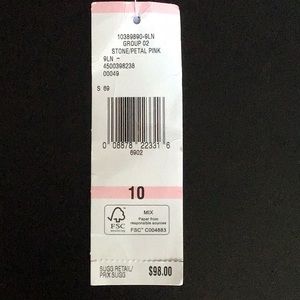 10389890-9LN
GROUP 02
STONE/PETAL PINK
9LN -
4500398238
00049
S 69
0 08878 22331 6
6902
10
FSC
MIX
Paper from
responsible sources
FSC® C004883
SUGG RETAIL/
PRIX SUGG
$98.00